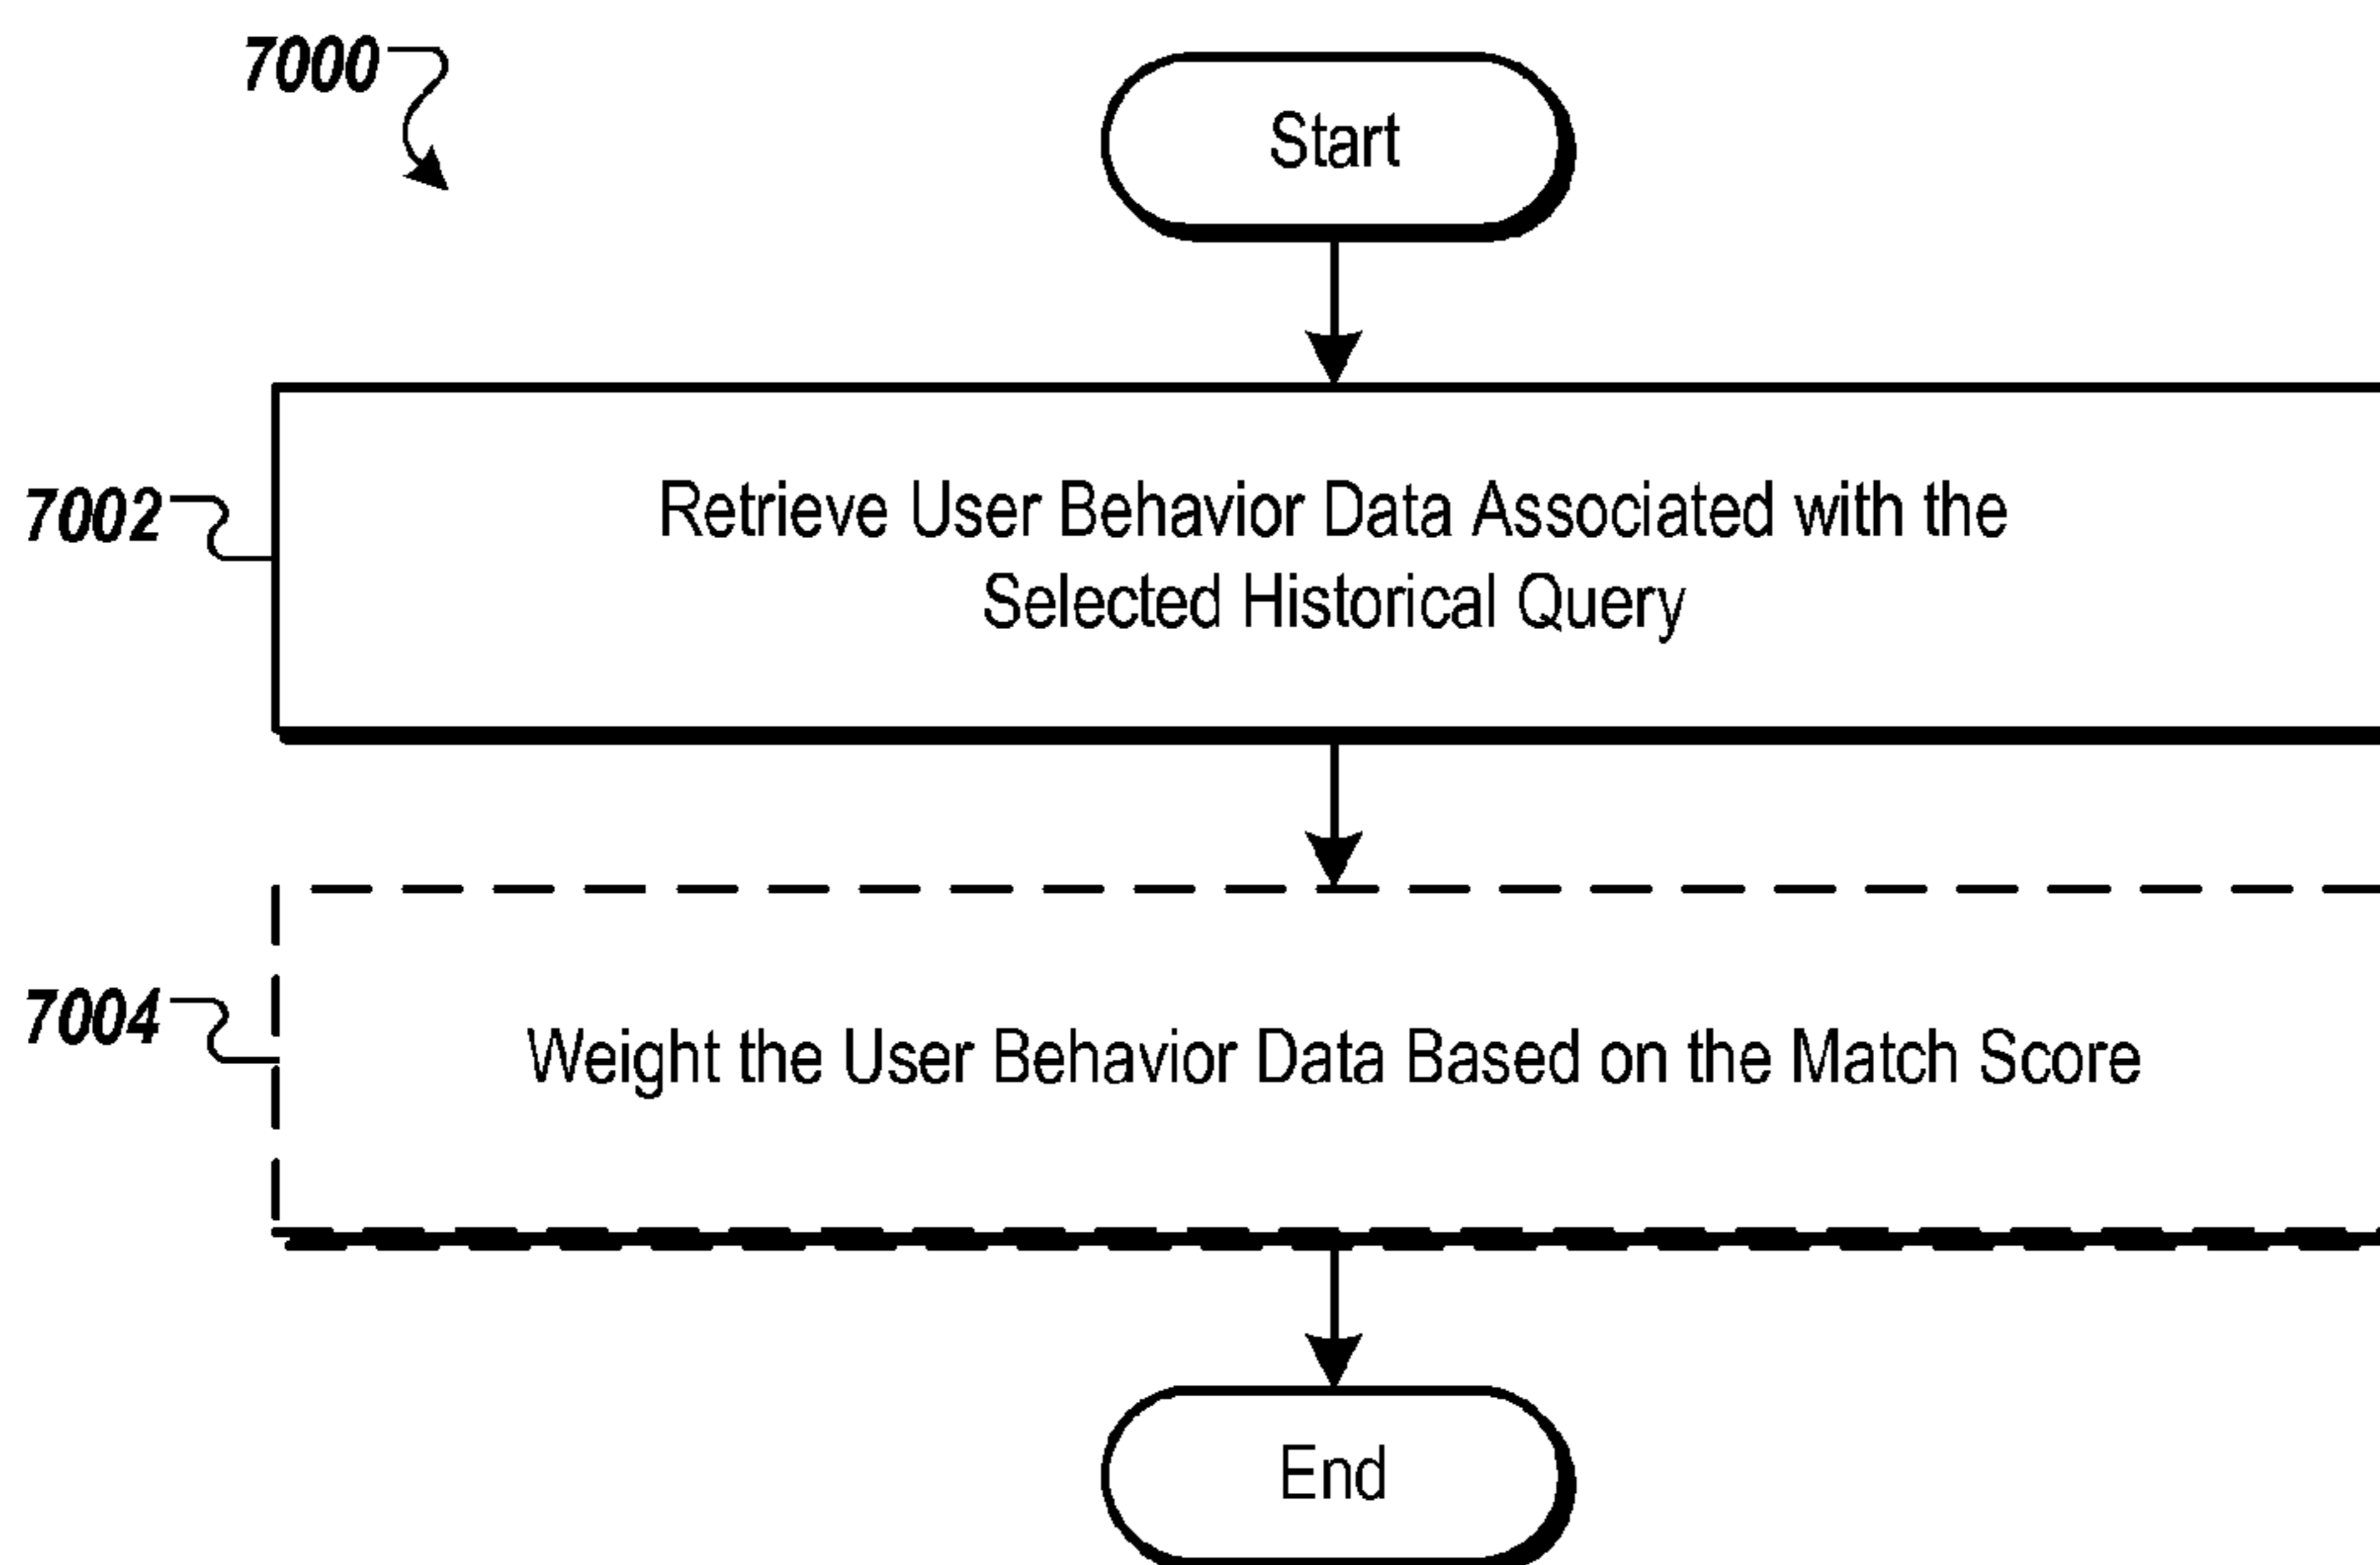 7000
Start
7002
Retrieve User Behavior Data Associated with the
Selected Historical Query
7004
Weight the User Behavior Data Based on the Match Score
End